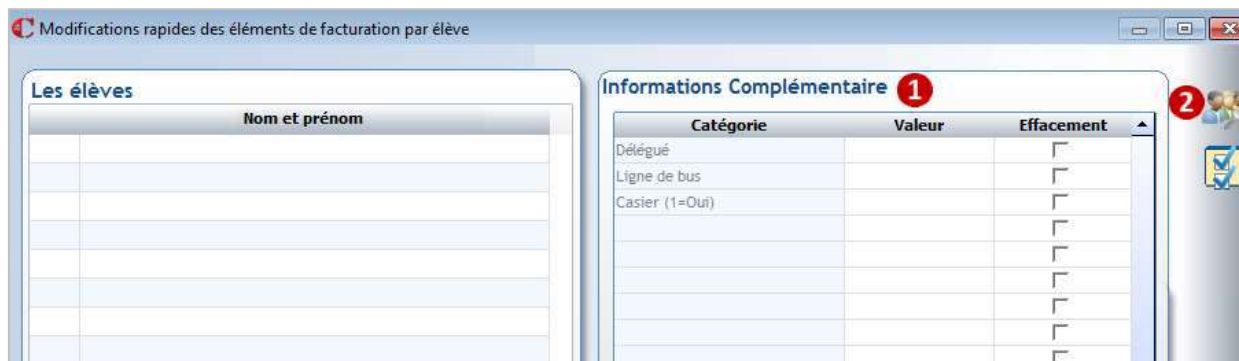 Modifications rapides des éléments de facturation par élève
Les élèves
Nom et prénom
Informations Complémentaire 1
2
Catégorie Valeur Effacement
Délégué
Ligne de bus
Casier (1=Oui)